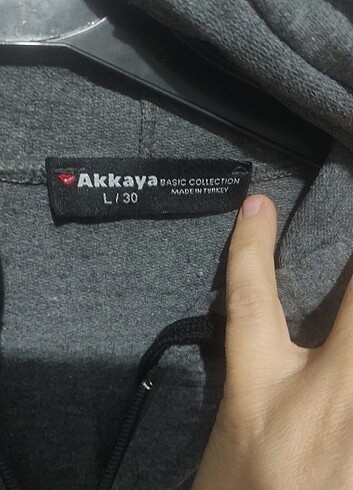 Akkaya BASIC COLLECTION
MADE IN TURKEY
L / 30